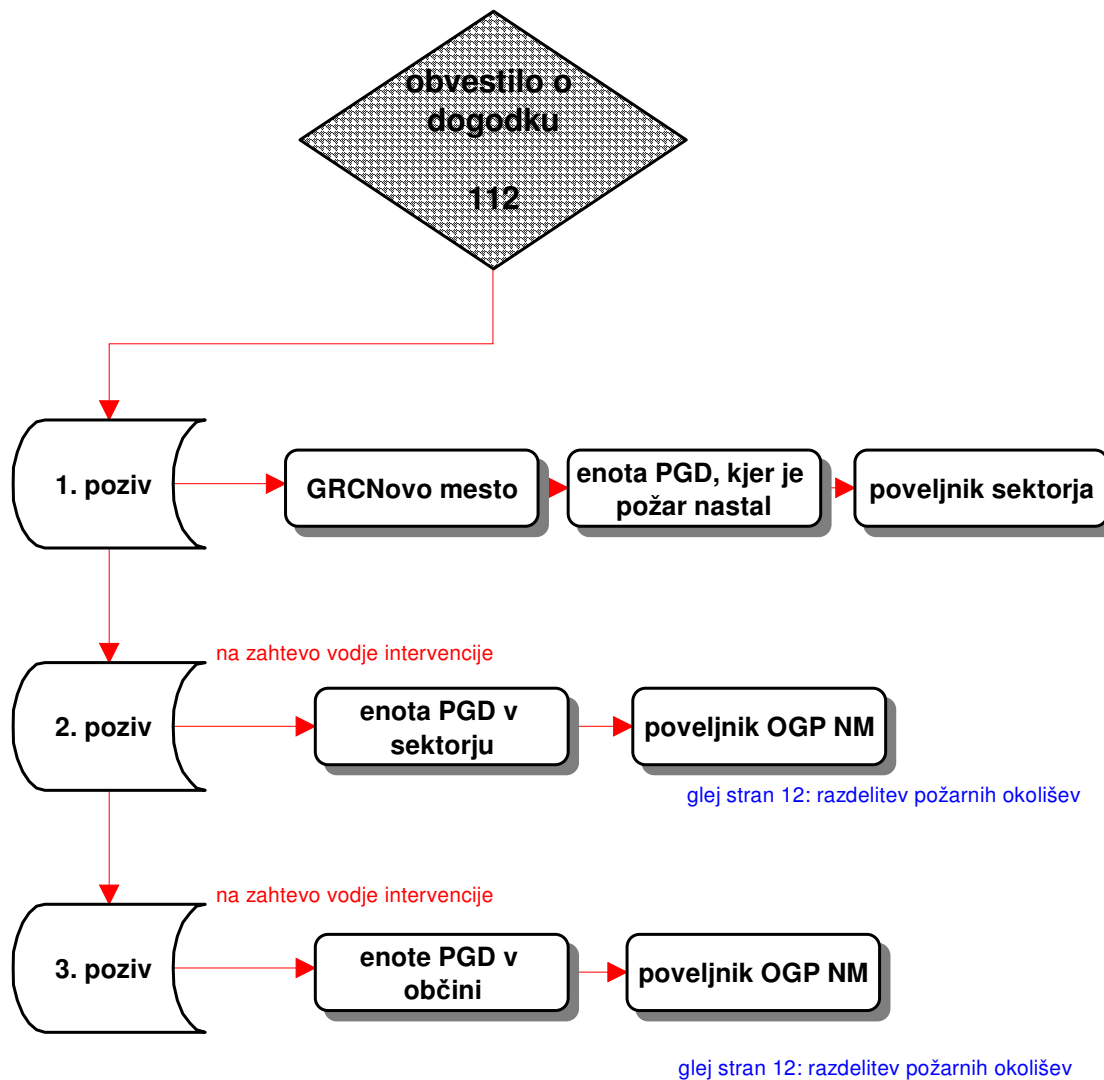 obvestilo o
dogodku
112
1. poziv
GRCNovo mesto
enota PGD, kjer je
požar nastal
poveljnik sektorja
na zahtevo vodje intervencije
2. poziv
enota PGD v
sektorju
poveljnik OGP NM
glej stran 12: razdelitev požarnih okolišev
na zahtevo vodje intervencije
3. poziv
enote PGD v
občini
poveljnik OGP NM
glej stran 12: razdelitev požarnih okolišev